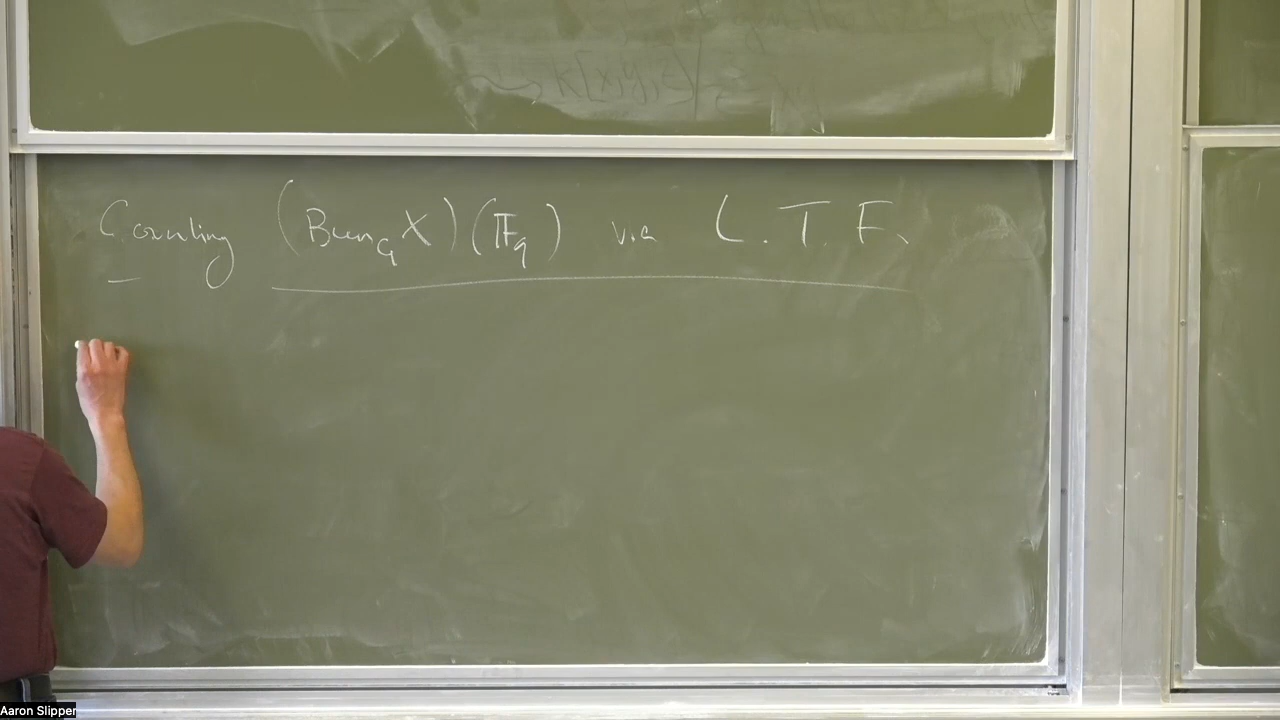 K[x,y,z]
Counting (Bun_G X)(𝔽_q) via L.T.F.
Aaron Slipper